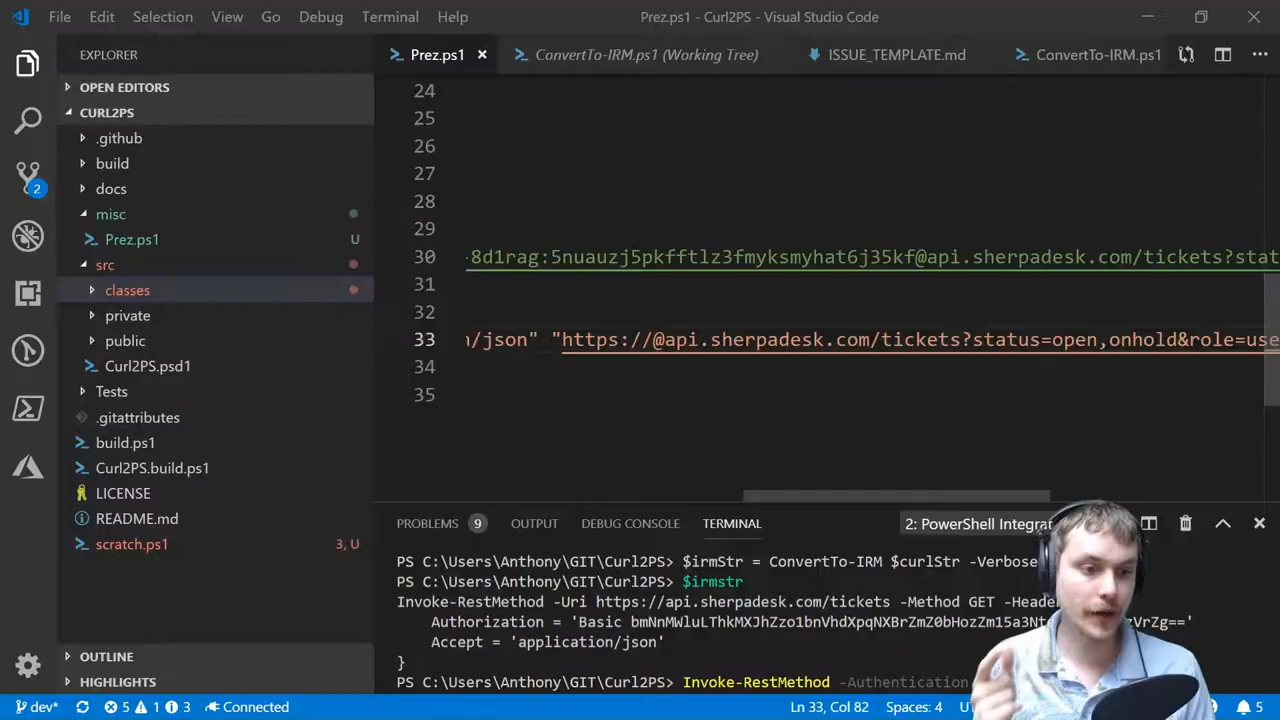 File Edit Selection View Go Debug Terminal Help Prez.ps1 - Curl2PS - Visual Studio Code
EXPLORER
Prez.ps1
ConvertTo-IRM.ps1 (Working Tree)
ISSUE_TEMPLATE.md
ConvertTo-IRM.ps1
OPEN EDITORS
CURL2PS
.github
build
docs
misc
Prez.ps1 U
src
classes
private
public
Curl2PS.psd1
Tests
.gitattributes
build.ps1
Curl2PS.build.ps1
LICENSE
README.md
scratch.ps1 3, U
OUTLINE
HIGHLIGHTS
2
24
25
26
27
28
29
30 8d1rag:5nuauzj5pkfftlz3fmyksmyhat6j35kf@api.sherpadesk.com/tickets?stat
31
32
33 /json" "https://@api.sherpadesk.com/tickets?status=open,onhold&role=use
34
35
PROBLEMS 9 OUTPUT DEBUG CONSOLE TERMINAL 2: PowerShell Integrat
PS C:\Users\Anthony\GIT\Curl2PS> $irmStr = ConvertTo-IRM $curlStr -Verbose
PS C:\Users\Anthony\GIT\Curl2PS> $irmstr
Invoke-RestMethod -Uri https://api.sherpadesk.com/tickets -Method GET -Header
Authorization = 'Basic
Accept = 'application/json'
}
PS C:\Users\Anthony\GIT\Curl2PS> Invoke-RestMethod -Authentication
dev* 5 1 3 Connected Ln 33, Col 82 Spaces: 4 5